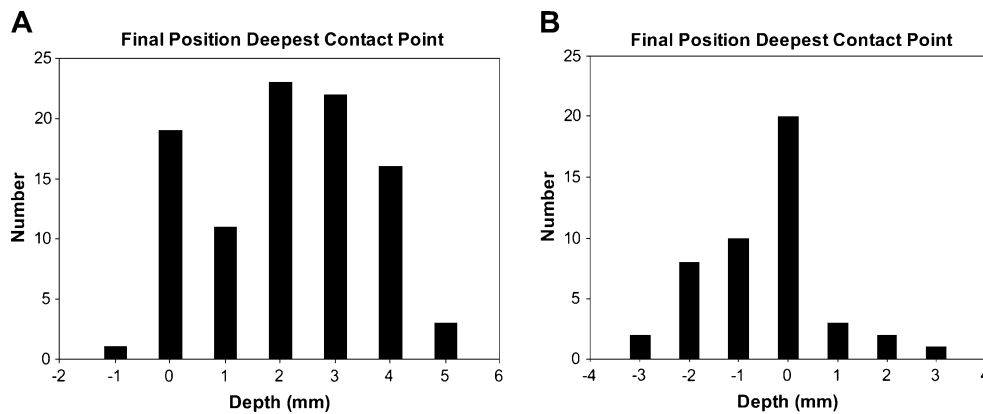 A
Final Position Deepest Contact Point
25
20
15
10
5
0
Number
-2 -1 0 1 2 3 4 5 6
Depth (mm)
B
Final Position Deepest Contact Point
25
20
15
10
5
0
Number
-4 -3 -2 -1 0 1 2 3 4
Depth (mm)